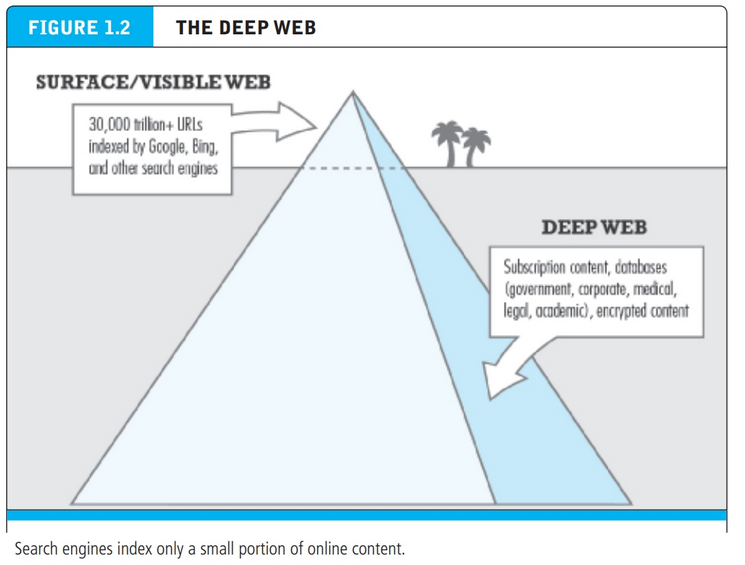 FIGURE 1.2 THE DEEP WEB
SURFACE/VISIBLE WEB
30,000 trillion+ URLs
indexed by Google, Bing,
and other search engines
DEEP WEB
Subscription content, databases
(government, corporate, medical,
legal, academic), encrypted content
Search engines index only a small portion of online content.